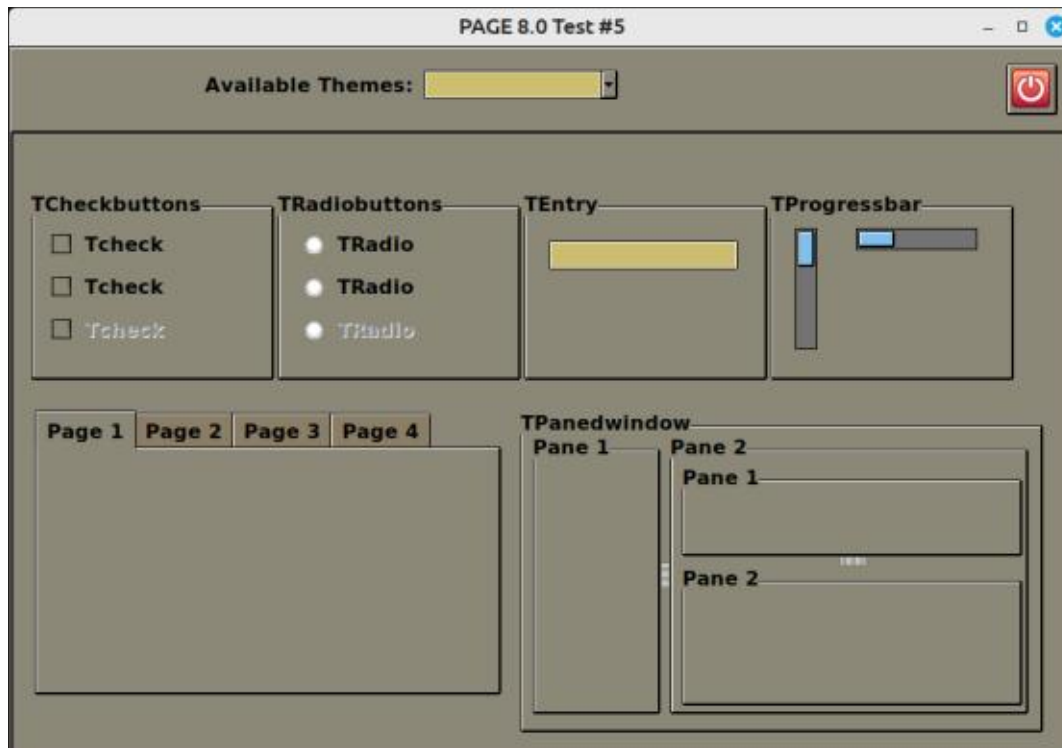 PAGE 8.0 Test #5
Available Themes:
TCheckbuttons
Tcheck
Tcheck
Tcheck
TRadiobuttons
TRadio
TRadio
TRadio
TEntry
TProgressbar
Page 1 Page 2 Page 3 Page 4
TPanedwindow
Pane 1
Pane 2
Pane 1
Pane 2